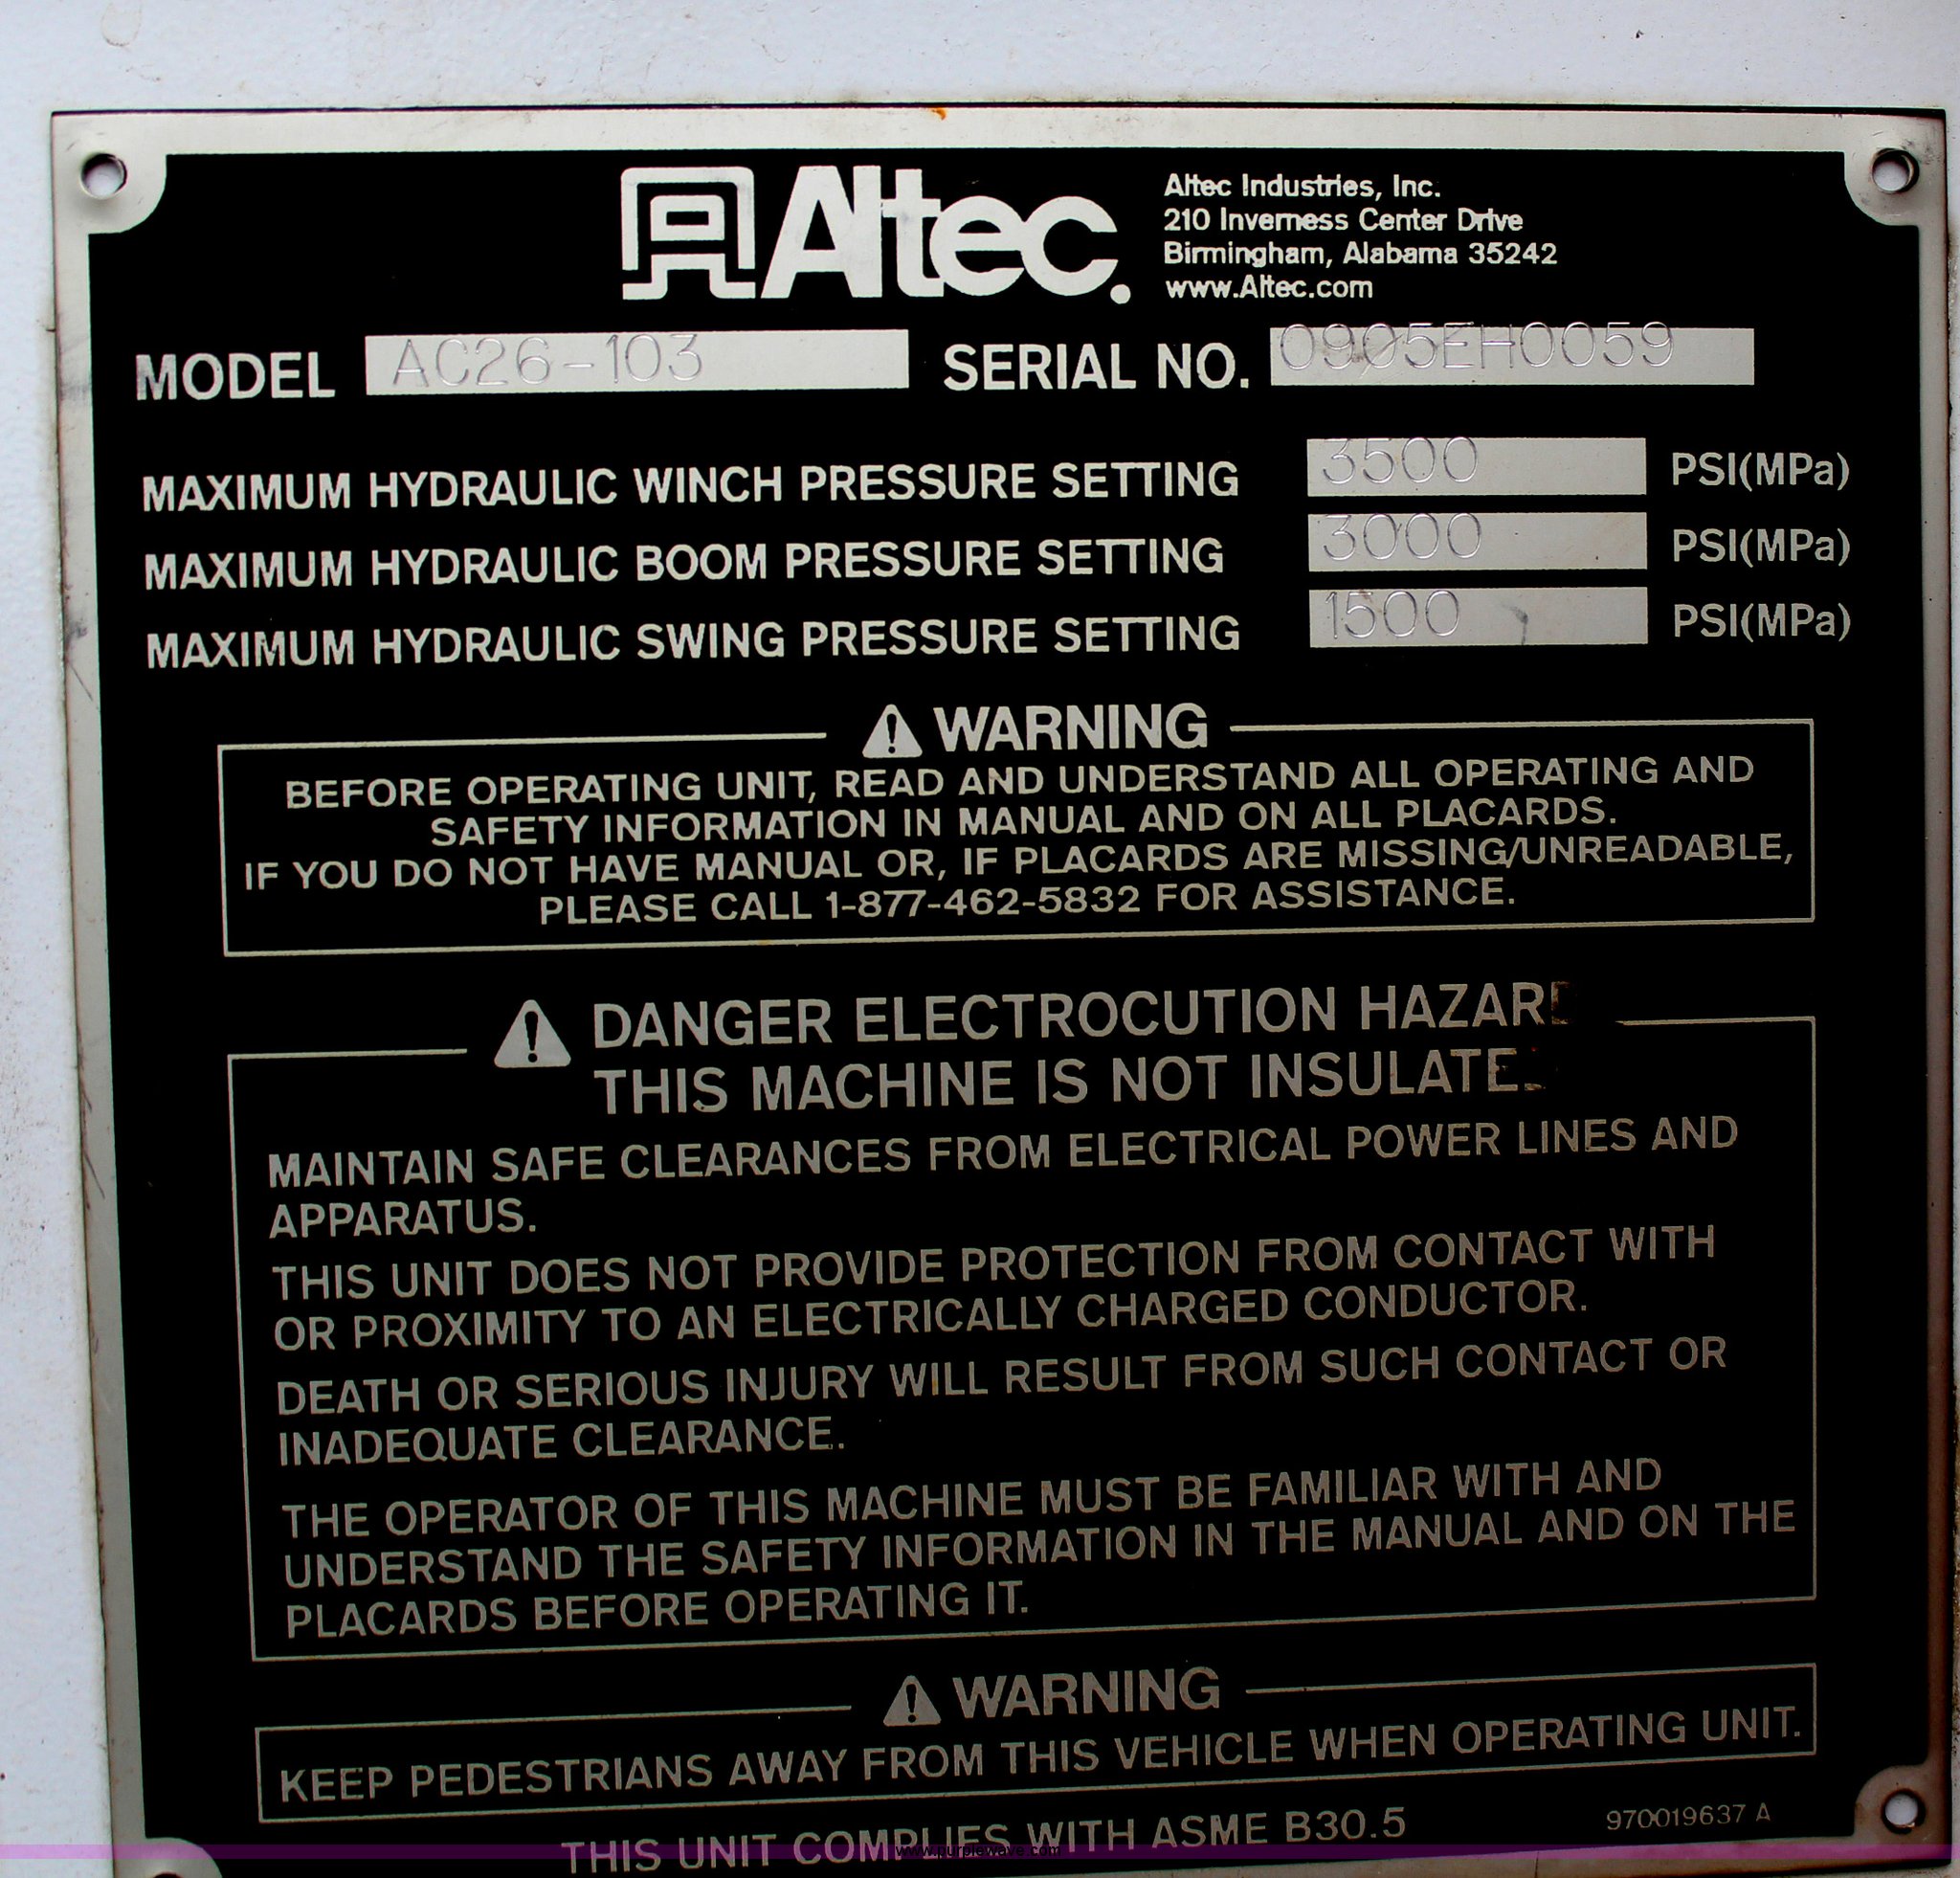 Altec.
Altec Industries, Inc.
210 Inverness Center Drive
Birmingham, Alabama 35242
www.Altec.com
MODEL AC26-103 SERIAL NO. 0905EH0059
MAXIMUM HYDRAULIC WINCH PRESSURE SETTING 3500 PSI(MPa)
MAXIMUM HYDRAULIC BOOM PRESSURE SETTING 3000 PSI(MPa)
MAXIMUM HYDRAULIC SWING PRESSURE SETTING 1500 PSI(MPa)
WARNING
BEFORE OPERATING UNIT, READ AND UNDERSTAND ALL OPERATING AND
SAFETY INFORMATION IN MANUAL AND ON ALL PLACARDS.
IF YOU DO NOT HAVE MANUAL OR, IF PLACARDS ARE MISSING/UNREADABLE,
PLEASE CALL 1-877-462-5832 FOR ASSISTANCE.
DANGER ELECTROCUTION HAZARD
THIS MACHINE IS NOT INSULATED
MAINTAIN SAFE CLEARANCES FROM ELECTRICAL POWER LINES AND
APPARATUS.
THIS UNIT DOES NOT PROVIDE PROTECTION FROM CONTACT WITH
OR PROXIMITY TO AN ELECTRICALLY CHARGED CONDUCTOR.
DEATH OR SERIOUS INJURY WILL RESULT FROM SUCH CONTACT OR
INADEQUATE CLEARANCE.
THE OPERATOR OF THIS MACHINE MUST BE FAMILIAR WITH AND
UNDERSTAND THE SAFETY INFORMATION IN THE MANUAL AND ON THE
PLACARDS BEFORE OPERATING IT.
WARNING
KEEP PEDESTRIANS AWAY FROM THIS VEHICLE WHEN OPERATING UNIT.
THIS UNIT COMPLIES WITH ASME B30.5
970019637 A
www.purplewave.com